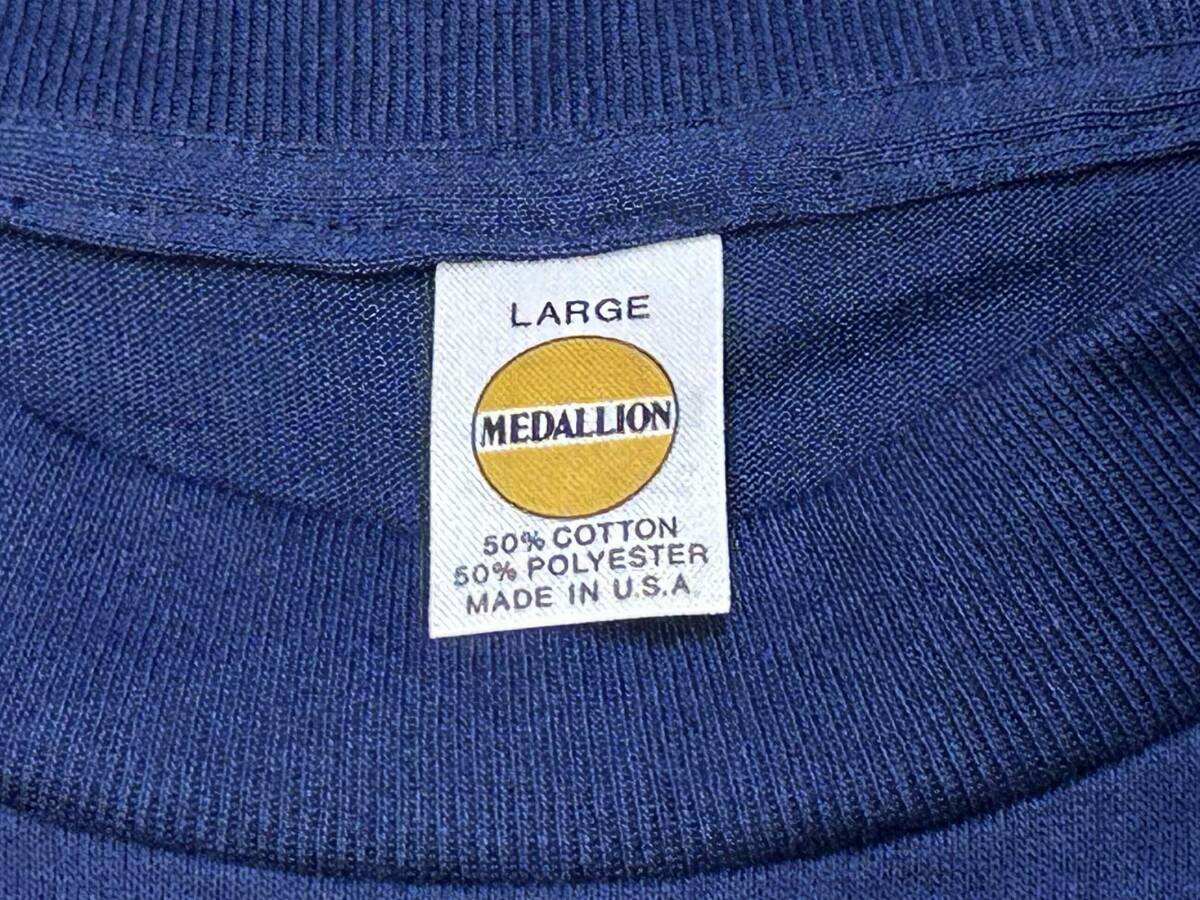 LARGE
MEDALLION
50% COTTON
50% POLYESTER
MADE IN U.S.A.